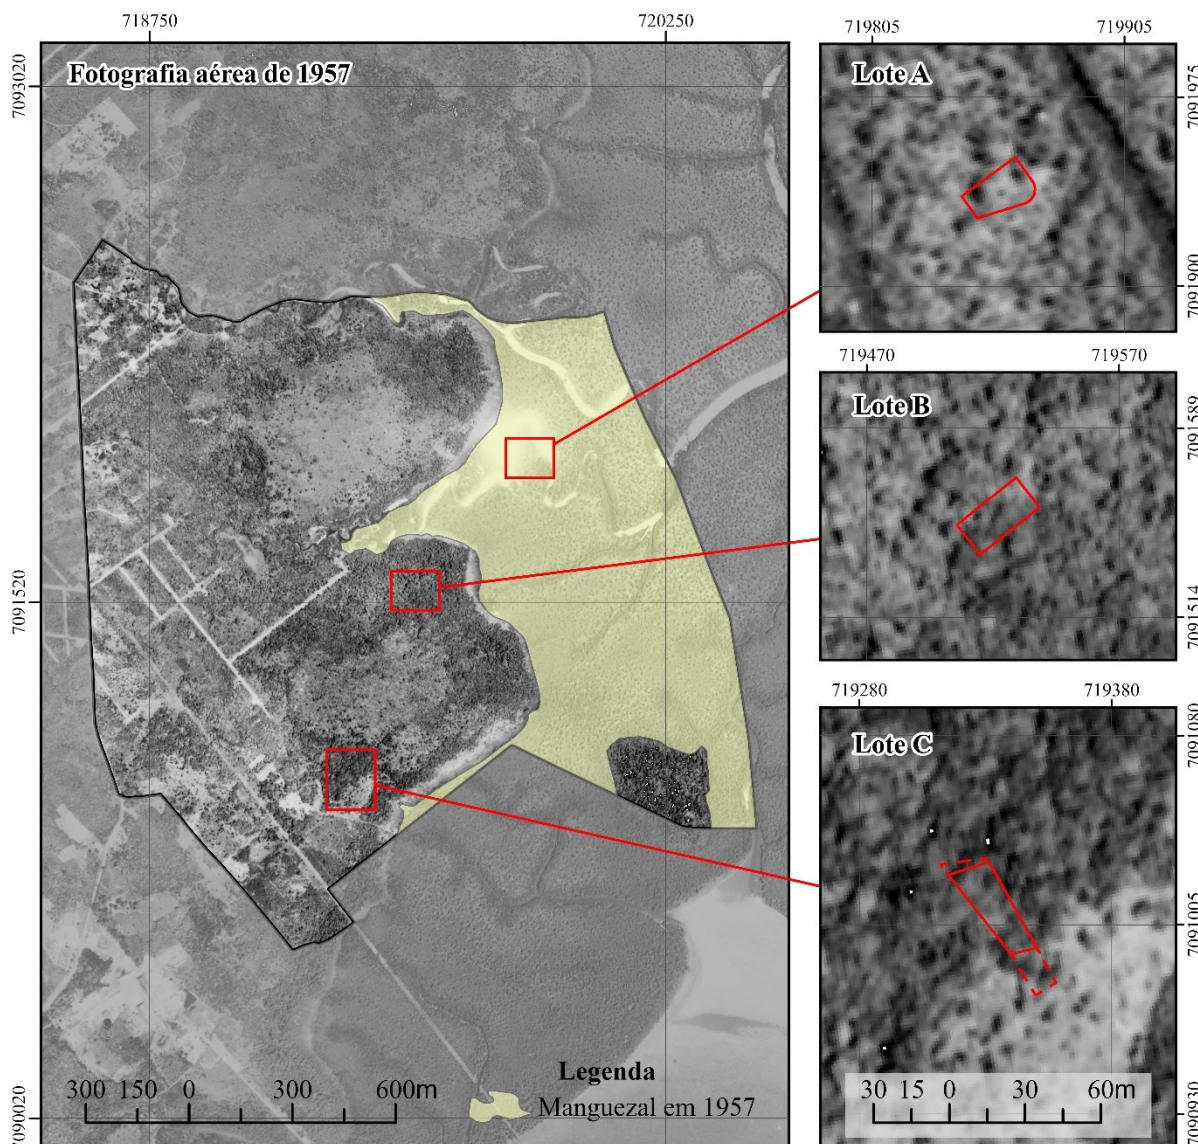 718750
720250
7093020
7091520
7090020
Fotografia aérea de 1957
300 150 0 300 600m
Legenda
Manguezal em 1957
719805
719905
Lote A
7091975
7091900
719470
719570
Lote B
7091589
7091514
719280
719380
Lote C
7091080
7091005
7090930
30 15 0 30 60m